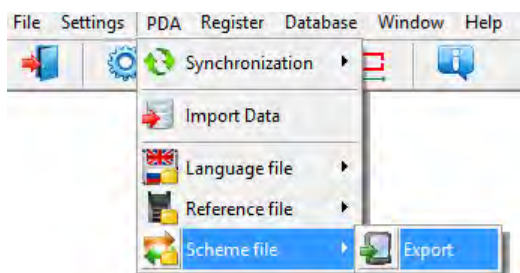 File Settings PDA Register Database Window Help
Synchronization
Import Data
Language file
Reference file
Scheme file
Export